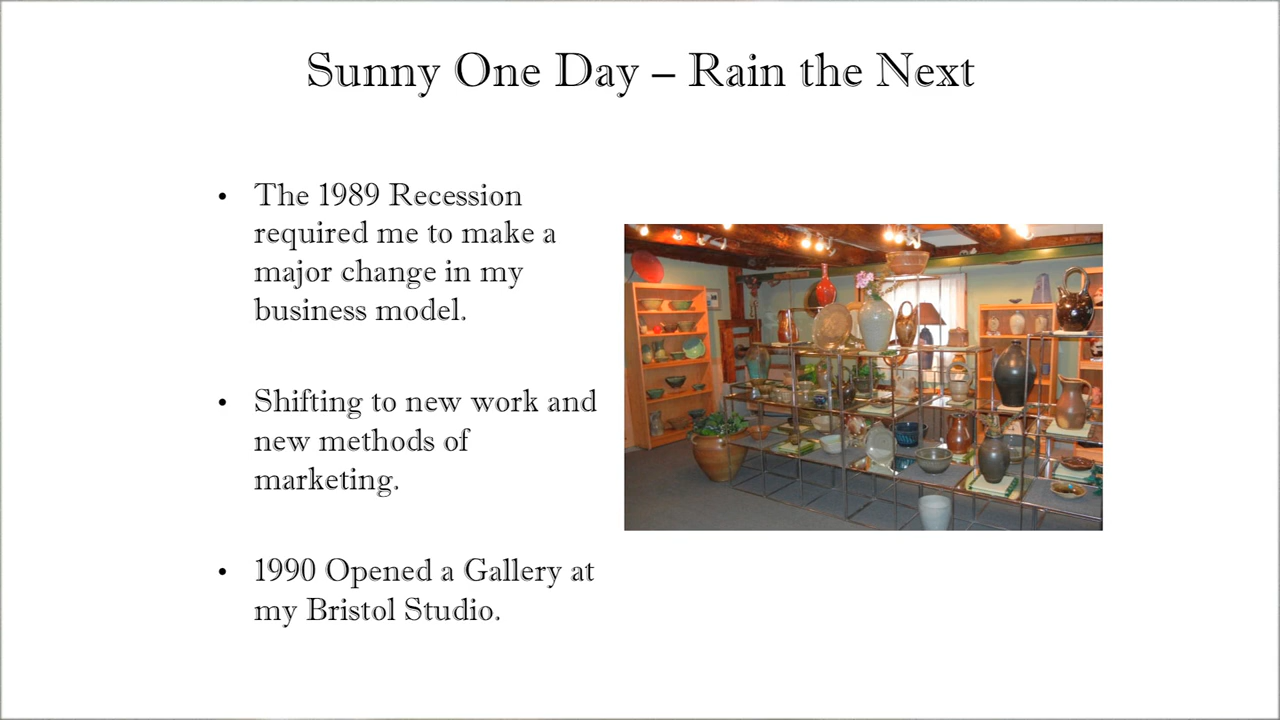 Sunny One Day – Rain the Next
• The 1989 Recession
required me to make a
major change in my
business model.
• Shifting to new work and
new methods of
marketing.
• 1990 Opened a Gallery at
my Bristol Studio.